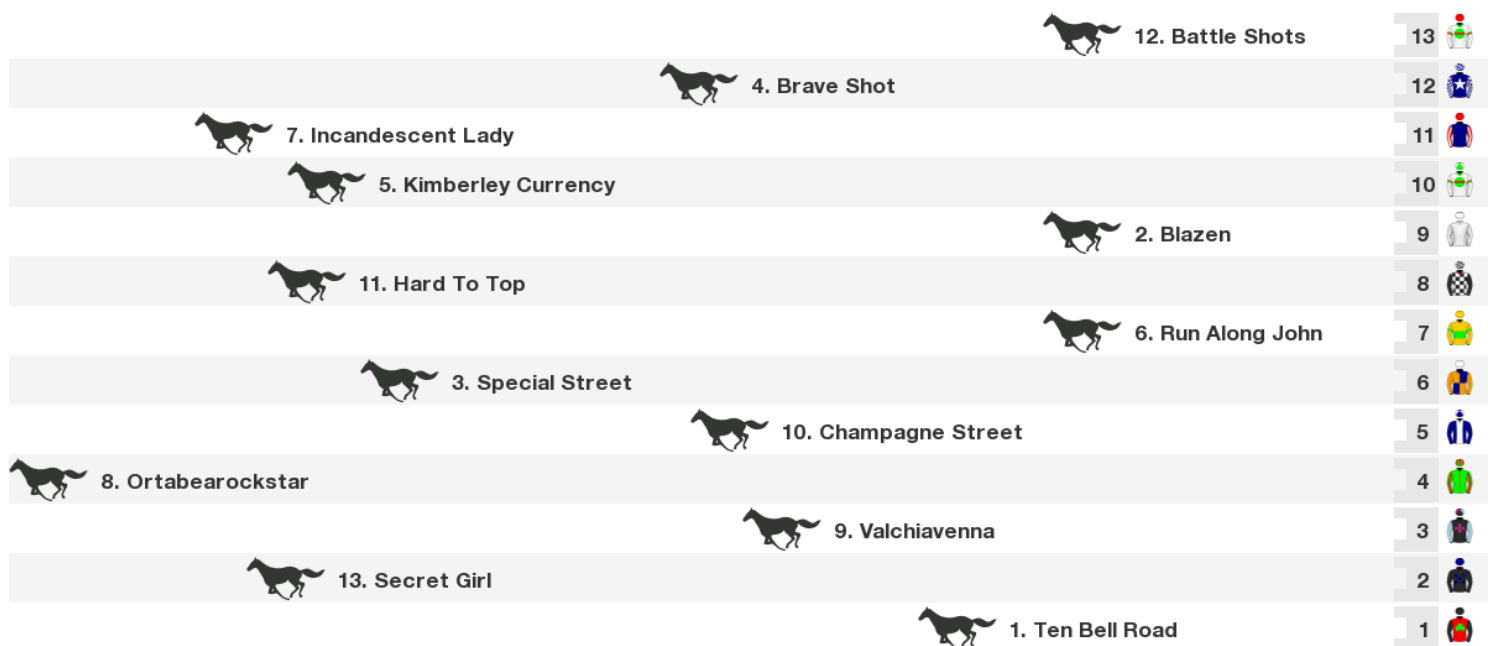 12. Battle Shots 13
4. Brave Shot 12
7. Incandescent Lady 11
5. Kimberley Currency 10
2. Blazen 9
11. Hard To Top 8
6. Run Along John 7
3. Special Street 6
10. Champagne Street 5
8. Ortabearockstar 4
9. Valchiavenna 3
13. Secret Girl 2
1. Ten Bell Road 1